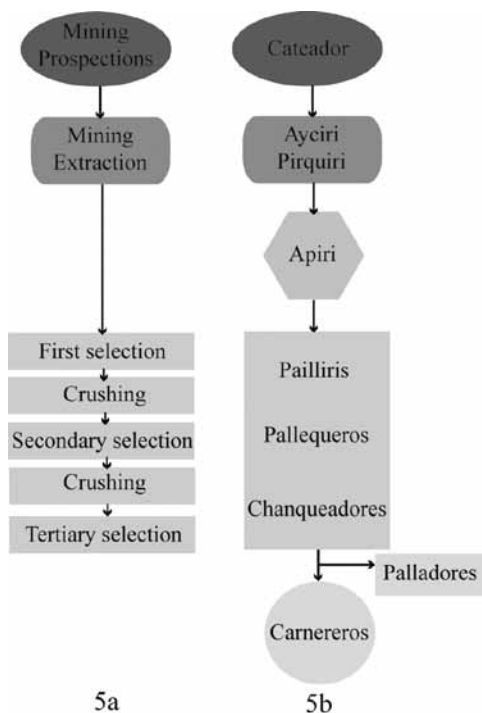 Mining
Prospections
Mining
Extraction
First selection
Crushing
Secondary selection
Crushing
Tertiary selection
5a
Cateador
Ayciri
Pirquiri
Apiri
Pailliris
Pallequeros
Chanqueadores
Palladores
Carnereros
5b